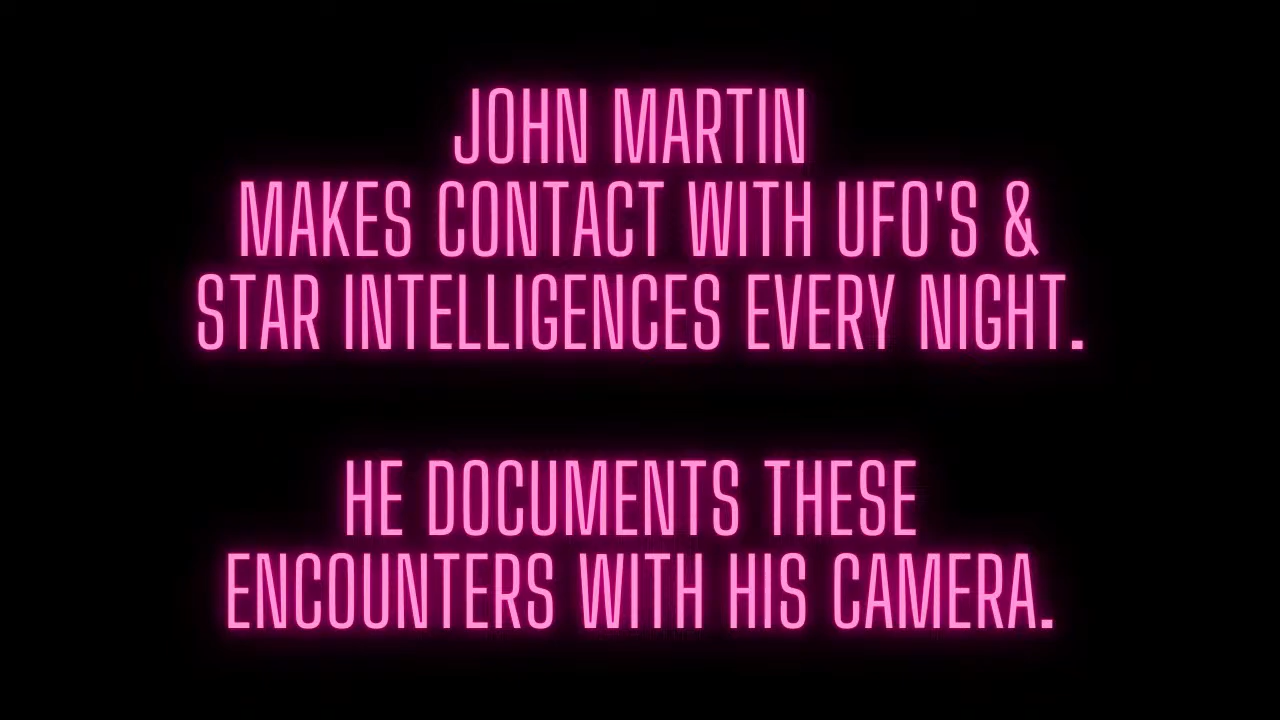 JOHN MARTIN
MAKES CONTACT WITH UFO'S &
STAR INTELLIGENCES EVERY NIGHT.
HE DOCUMENTS THESE
ENCOUNTERS WITH HIS CAMERA.